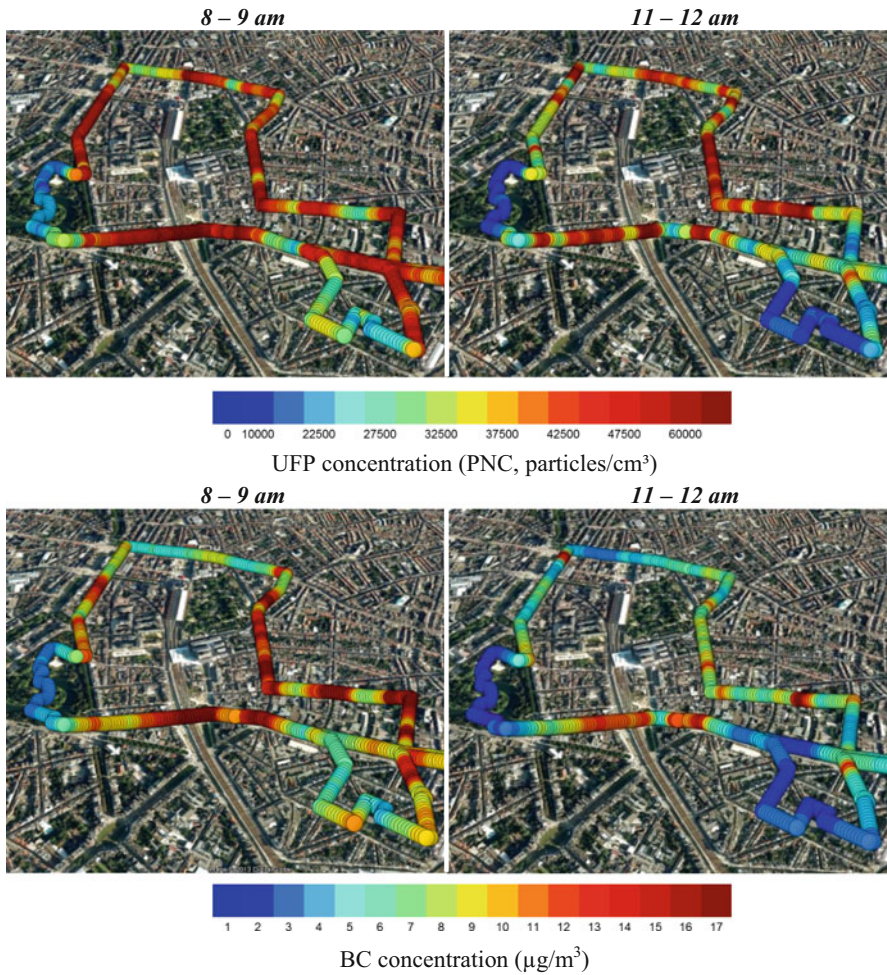 8 – 9 am 11 – 12 am
0 10000 22500 27500 32500 37500 42500 47500 60000
UFP concentration (PNC, particles/cm³)
8 – 9 am 11 – 12 am
1 2 3 4 5 6 7 8 9 10 11 12 13 14 15 16 17
BC concentration (µg/m³)